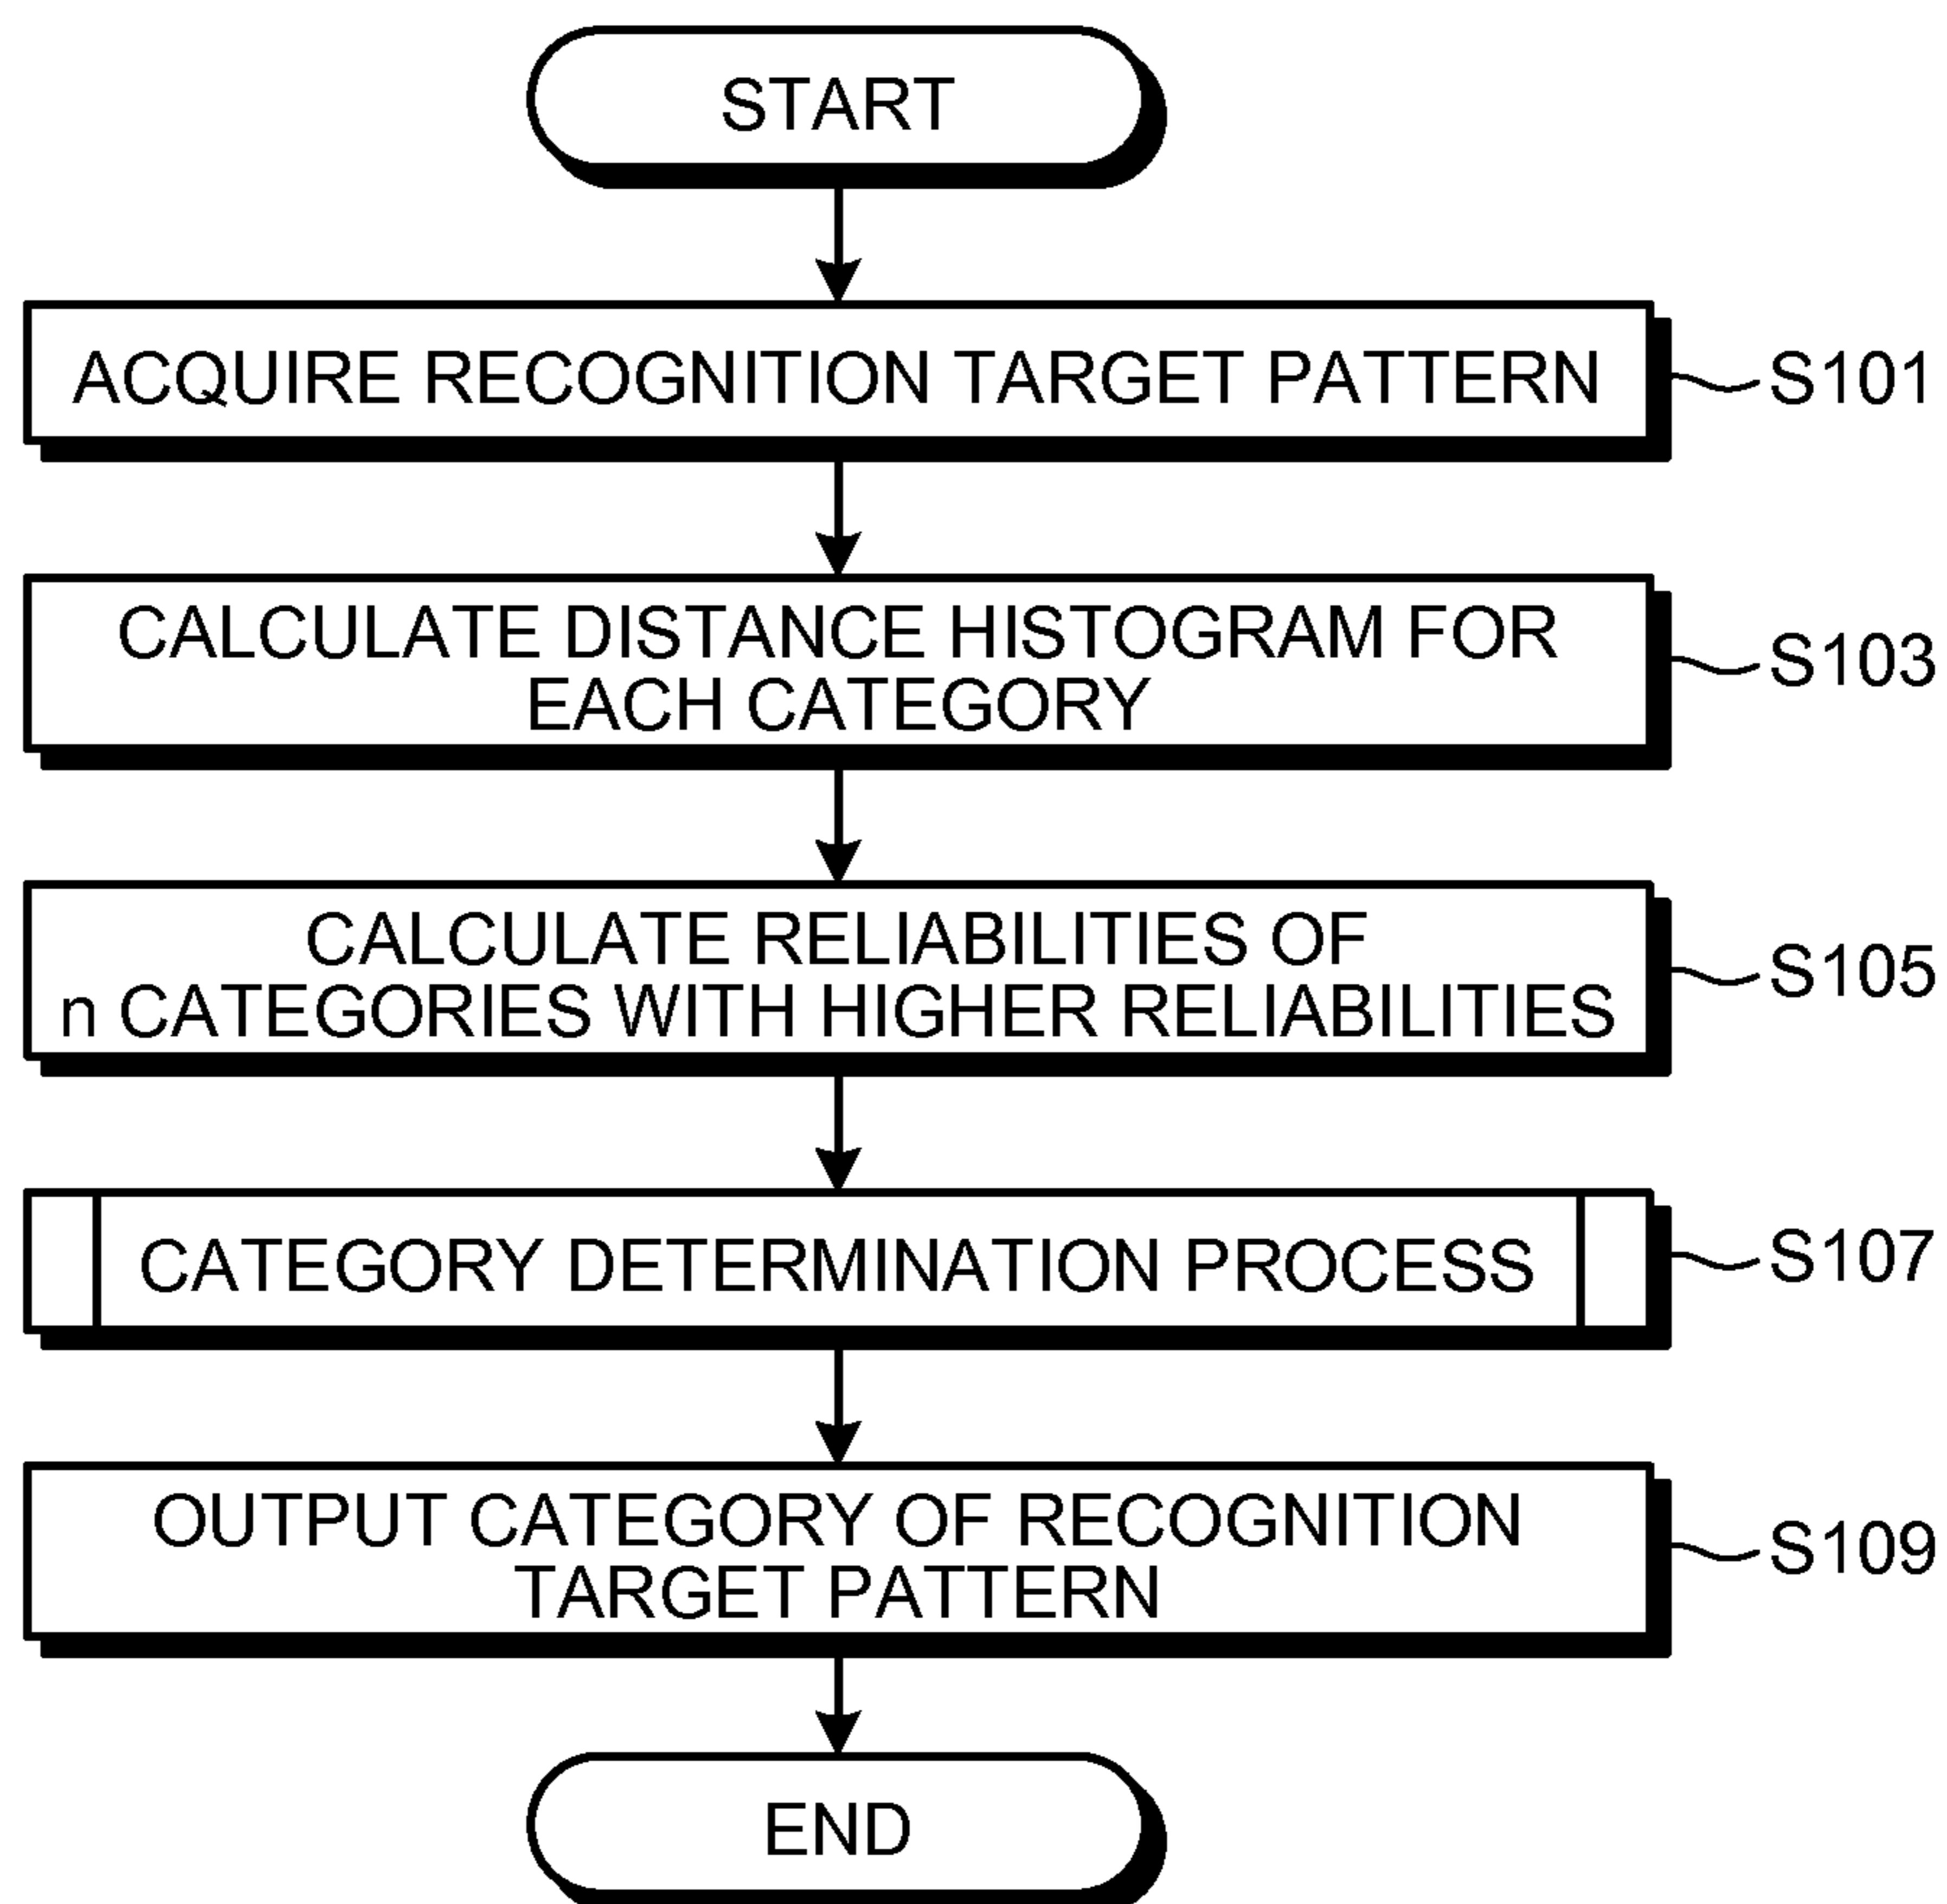 START
ACQUIRE RECOGNITION TARGET PATTERN
S101
CALCULATE DISTANCE HISTOGRAM FOR
EACH CATEGORY
S103
CALCULATE RELIABILITIES OF
n CATEGORIES WITH HIGHER RELIABILITIES
S105
CATEGORY DETERMINATION PROCESS
S107
OUTPUT CATEGORY OF RECOGNITION
TARGET PATTERN
S109
END